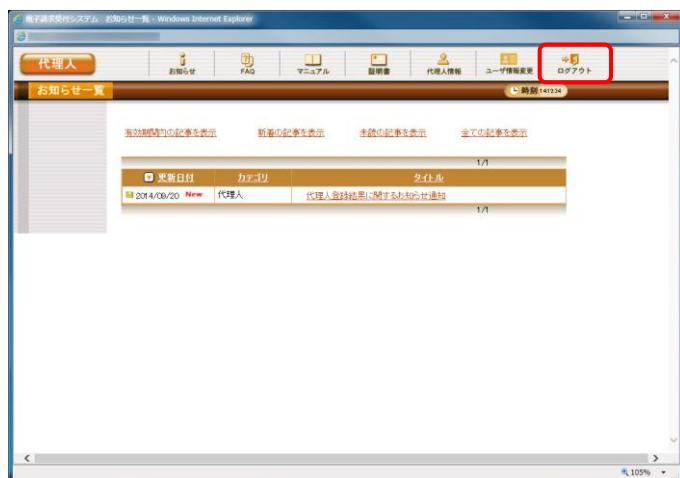 電子請求受付システム お知らせ一覧 - Windows Internet Explorer
代理人
お知らせ FAQ マニュアル 証明書 代理人情報 ユーザ情報変更 ログアウト
お知らせ一覧
時刻 14:12:34
有効期間内の記事を表示 新着の記事を表示 未読の記事を表示 全ての記事を表示
1/1
更新日付 カテゴリ タイトル
2014/09/20 New 代理人 代理人登録結果に関するお知らせ通知
1/1
105%